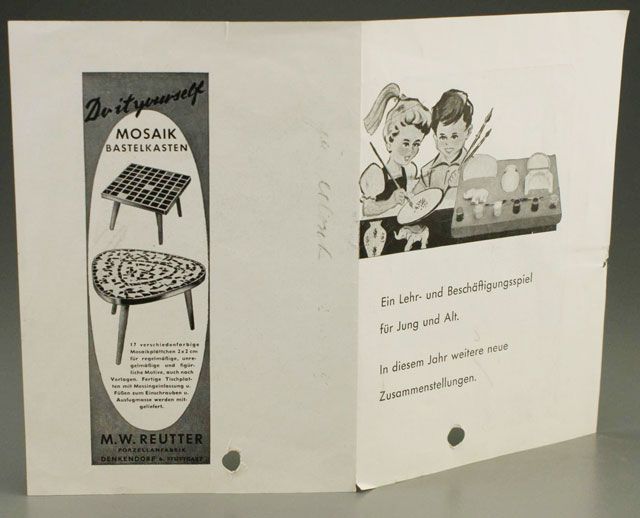 Do it yourself
MOSAIK
BASTELKASTEN
17 verschiedenfarbige
Mosaikplättchen 2x2 cm
für regelmäßige, unre-
gelmäßige und figür-
liche Motive, auch nach
Vorlagen. Fertige Tischplat-
ten mit Messingeinfassung u.
Füßen zum Einschrauben u.
Ausfugmasse werden mit-
geliefert.
M.W. REUTTER
PORZELLANFABRIK
DENKENDORF b. STUTTGART
Ein Lehr- und Beschäftigungsspiel
für Jung und Alt.
In diesem Jahr weitere neue
Zusammenstellungen.